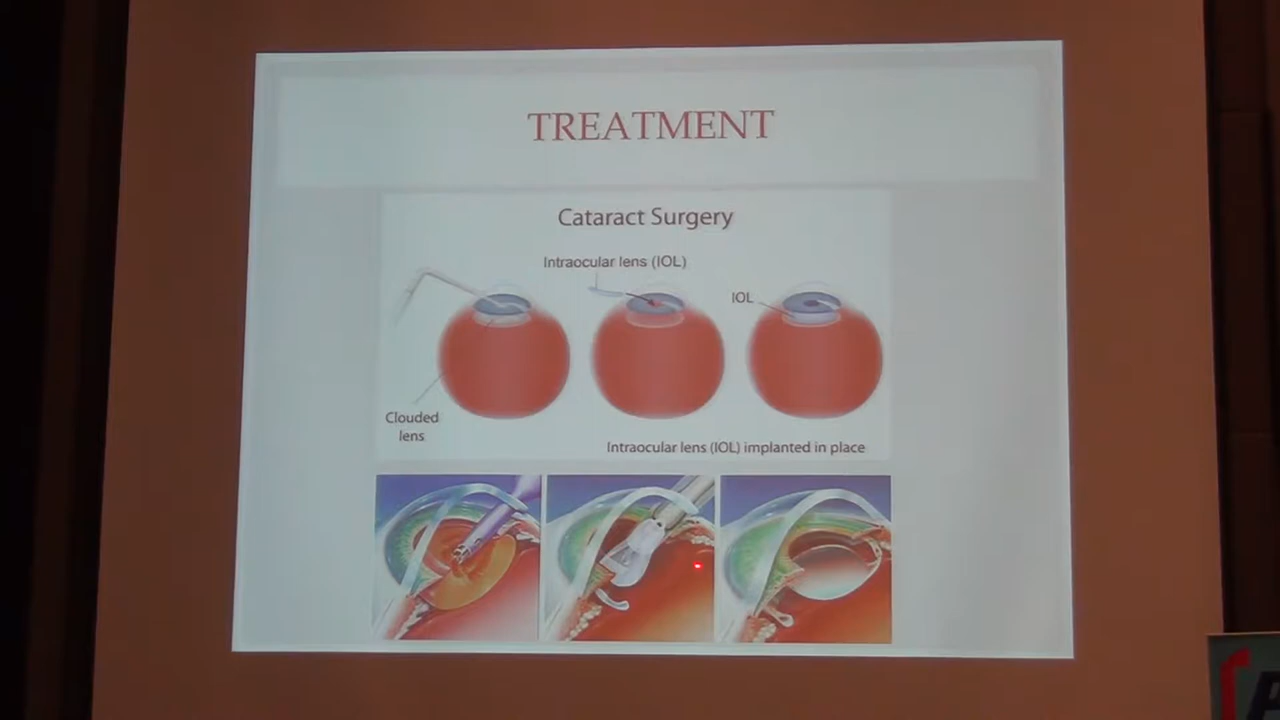 TREATMENT
Cataract Surgery
Intraocular lens (IOL)
IOL
Clouded
lens
Intraocular lens (IOL) implanted in place